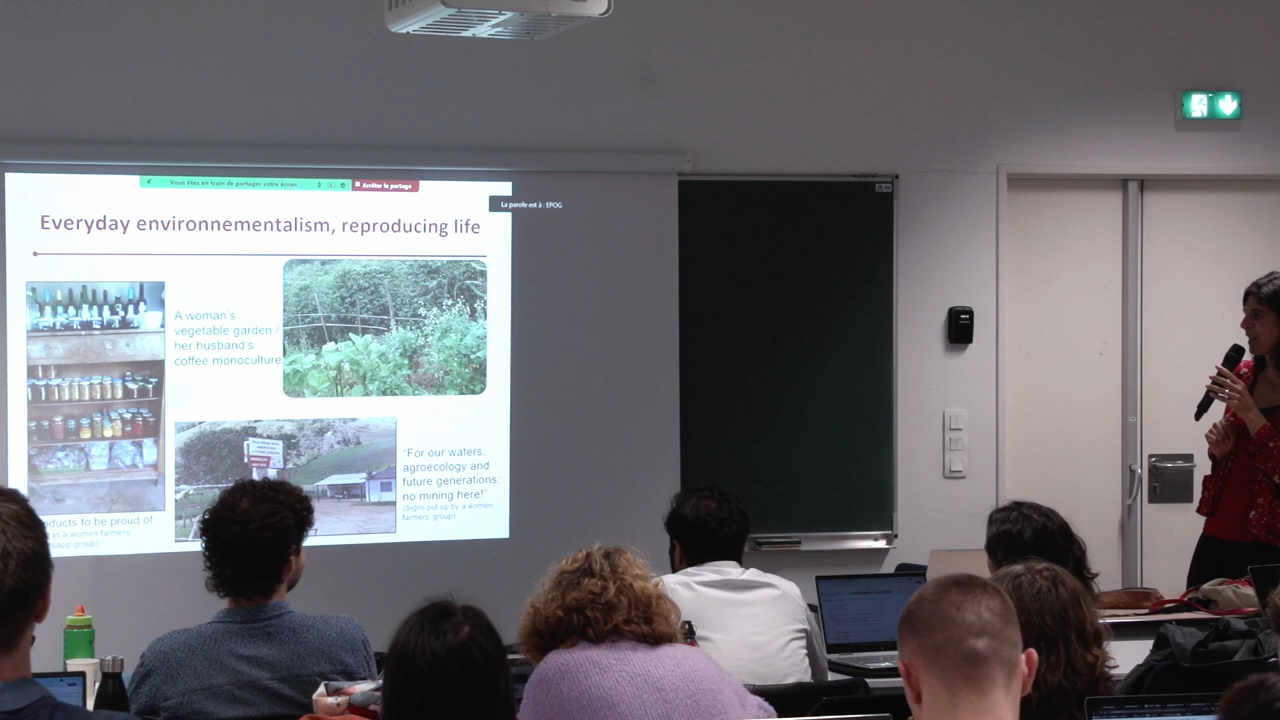 Vous êtes en train de partager votre écran
Arrêter le partage
La parole est à : EPOG
Everyday environnementalism, reproducing life
A woman's
vegetable garden /
her husband's
coffee monoculture
"For our waters,
agroecology and
future generations:
no mining here!"
(Signs put up by a women
farmers' group)
to be proud of
in a women farmers
group)